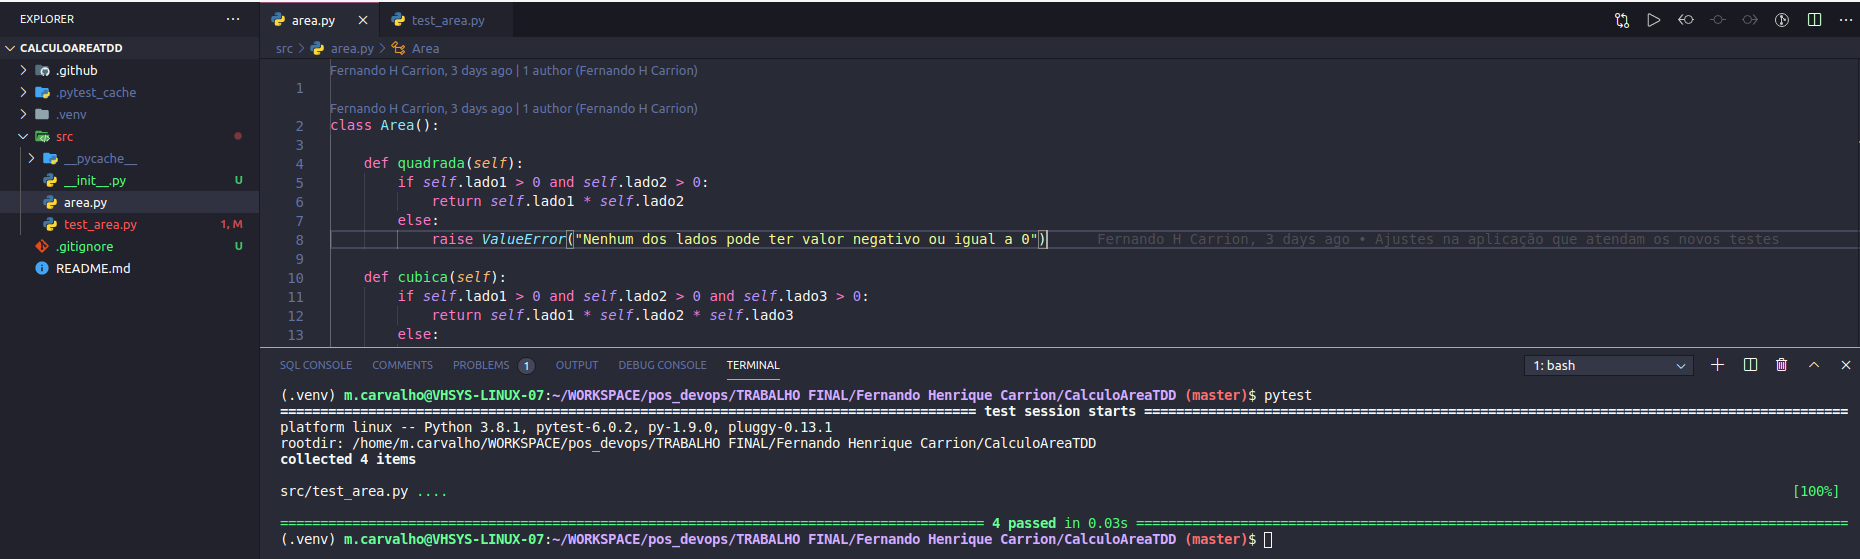 EXPLORER
CALCULOAREATDD
.github
.pytest_cache
.venv
src
__pycache__
__init__.py U
area.py
test_area.py 1, M
.gitignore U
README.md
area.py test_area.py
src > area.py > Area
Fernando H Carrion, 3 days ago | 1 author (Fernando H Carrion)
1
Fernando H Carrion, 3 days ago | 1 author (Fernando H Carrion)
2 class Area():
3
4     def quadrada(self):
5         if self.lado1 > 0 and self.lado2 > 0:
6             return self.lado1 * self.lado2
7         else:
8             raise ValueError("Nenhum dos lados pode ter valor negativo ou igual a 0") Fernando H Carrion, 3 days ago • Ajustes na aplicação que atendam os novos testes
9
10     def cubica(self):
11         if self.lado1 > 0 and self.lado2 > 0 and self.lado3 > 0:
12             return self.lado1 * self.lado2 * self.lado3
13         else:
SQL CONSOLE COMMENTS PROBLEMS 1 OUTPUT DEBUG CONSOLE TERMINAL 1: bash
(.venv) m.carvalho@VHSYS-LINUX-07:~/WORKSPACE/pos_devops/TRABALHO FINAL/Fernando Henrique Carrion/CalculoAreaTDD (master)$ pytest
======================================================================================= test session starts ========================================================================================
platform linux -- Python 3.8.1, pytest-6.0.2, py-1.9.0, pluggy-0.13.1
rootdir: /home/m.carvalho/WORKSPACE/pos_devops/TRABALHO FINAL/Fernando Henrique Carrion/CalculoAreaTDD
collected 4 items
src/test_area.py .... [100%]
======================================================================================== 4 passed in 0.03s =========================================================================================
(.venv) m.carvalho@VHSYS-LINUX-07:~/WORKSPACE/pos_devops/TRABALHO FINAL/Fernando Henrique Carrion/CalculoAreaTDD (master)$